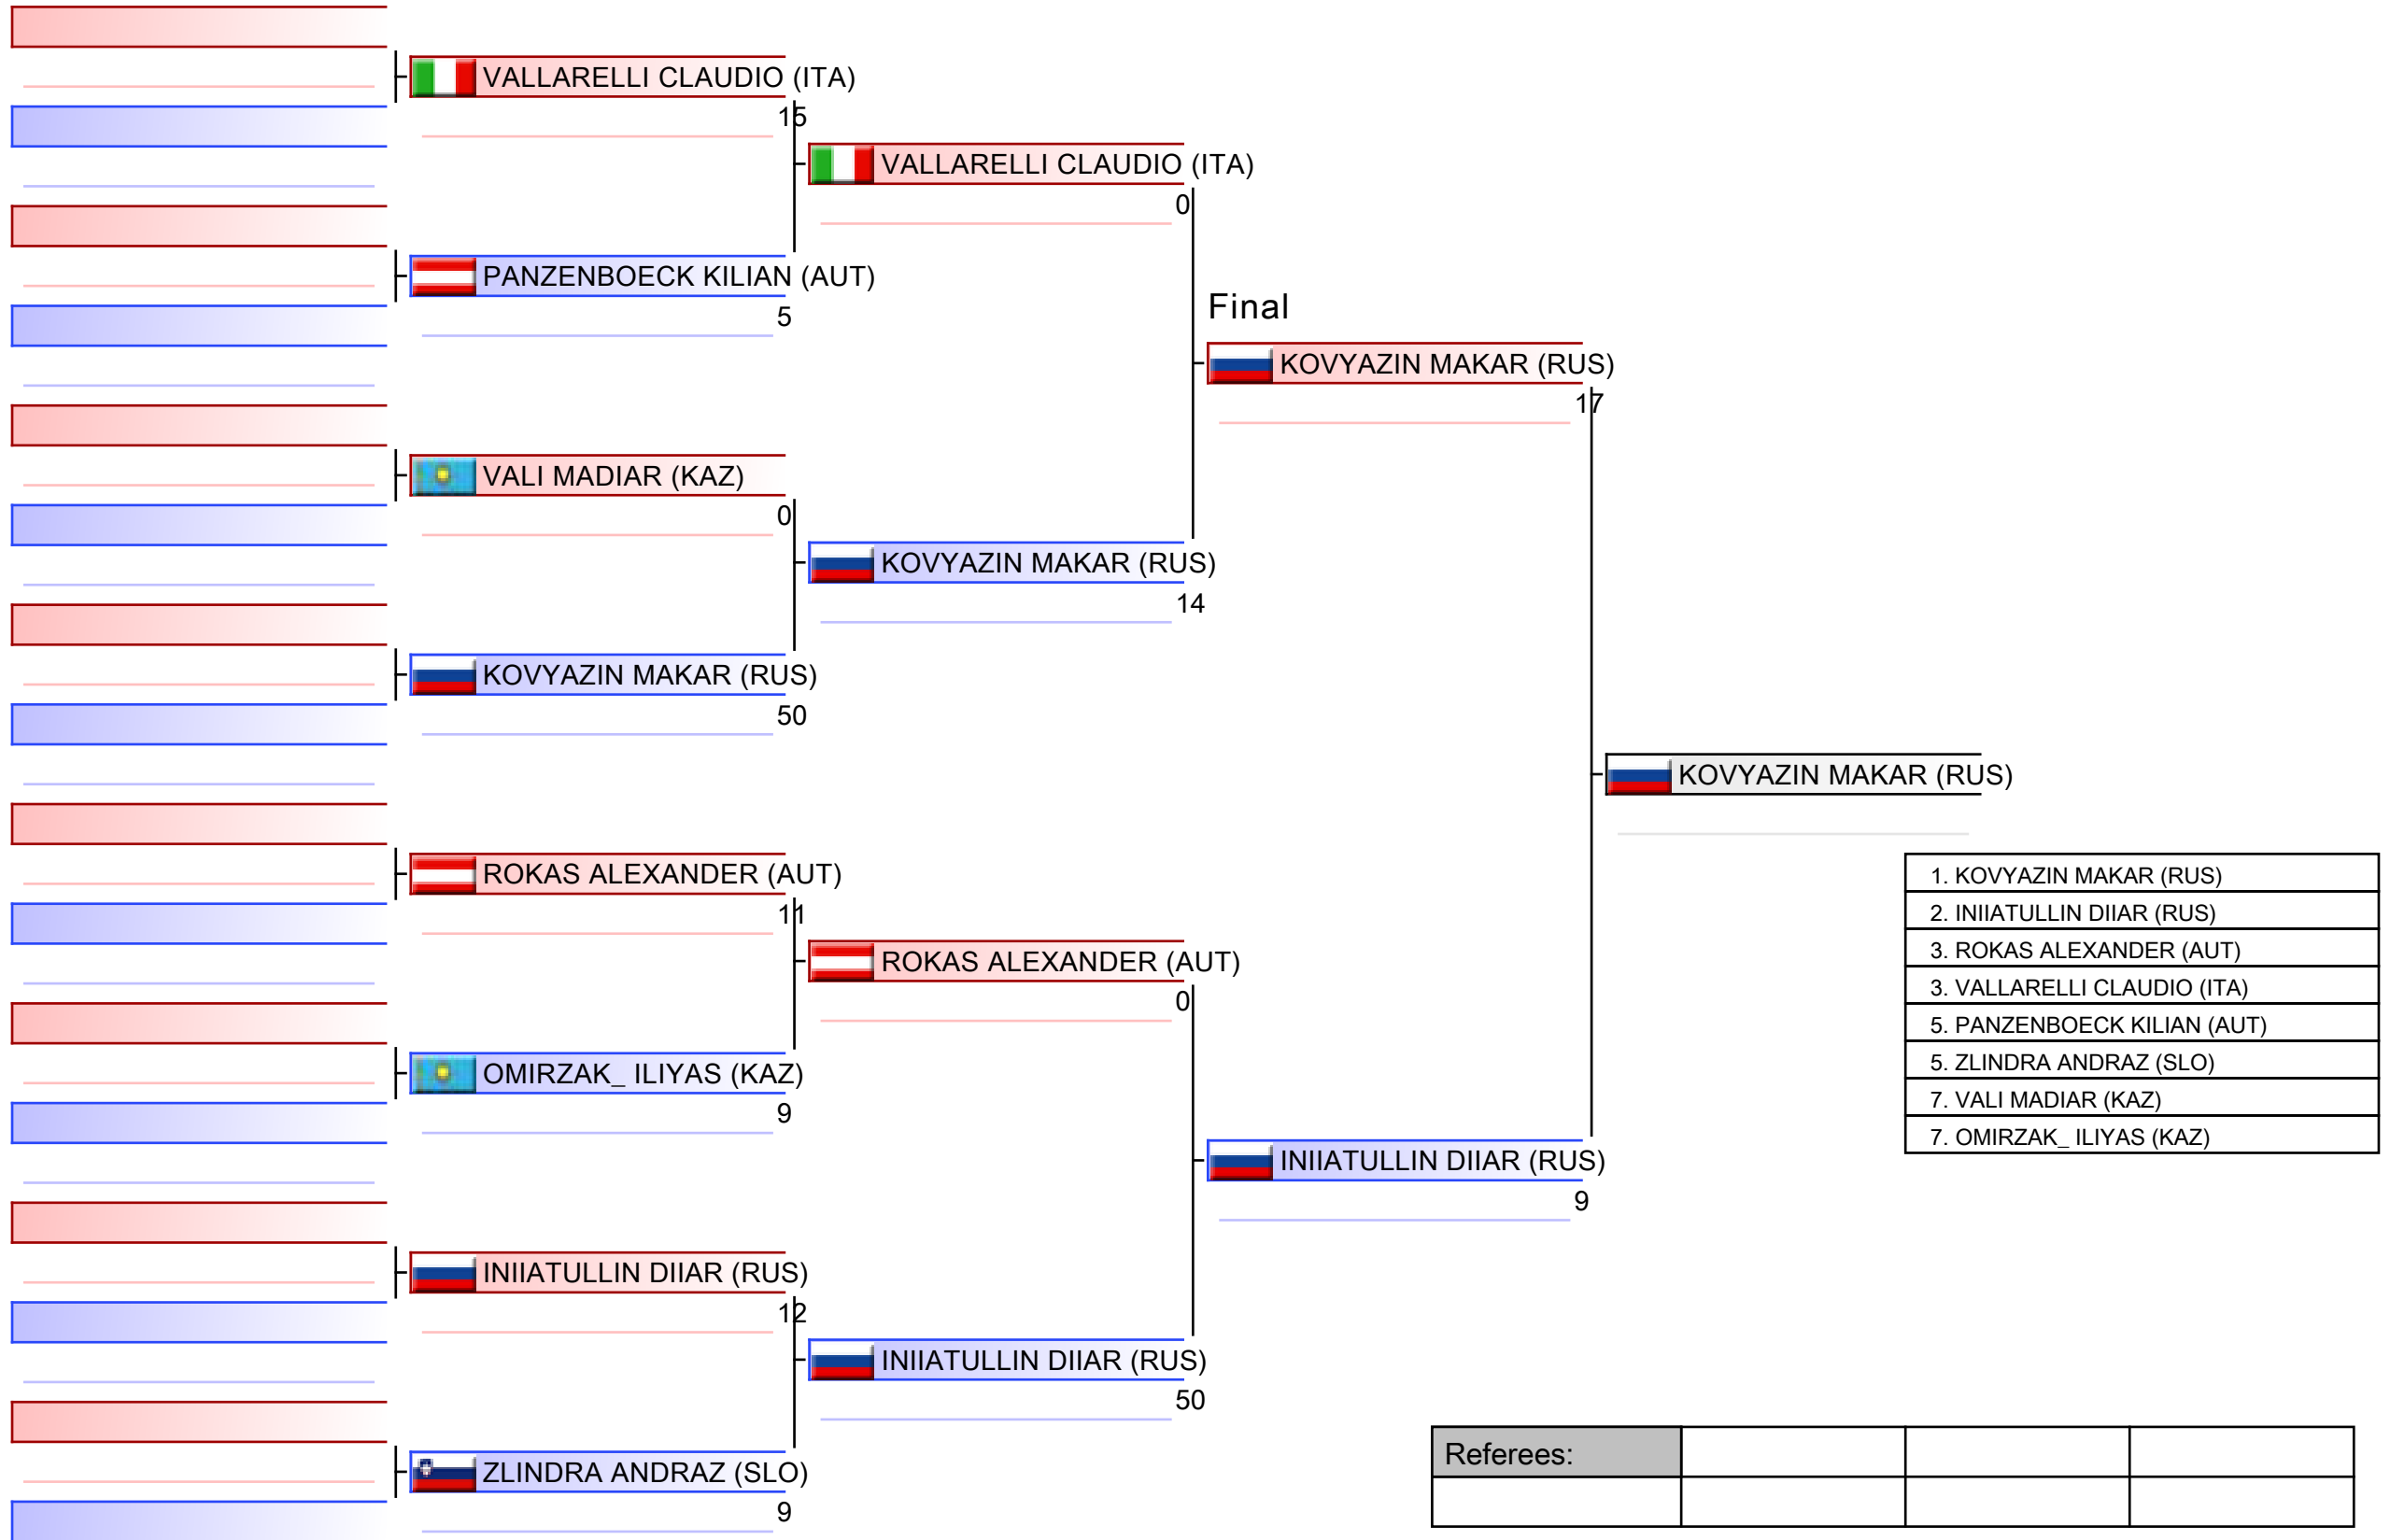 VALLARELLI CLAUDIO (ITA)
15
VALLARELLI CLAUDIO (ITA)
0
PANZENBOECK KILIAN (AUT)
5
Final
KOVYAZIN MAKAR (RUS)
17
VALI MADIAR (KAZ)
0
KOVYAZIN MAKAR (RUS)
14
KOVYAZIN MAKAR (RUS)
50
KOVYAZIN MAKAR (RUS)
ROKAS ALEXANDER (AUT)
11
ROKAS ALEXANDER (AUT)
0
OMIRZAK_ ILIYAS (KAZ)
9
INIIATULLIN DIIAR (RUS)
9
INIIATULLIN DIIAR (RUS)
12
INIIATULLIN DIIAR (RUS)
50
ZLINDRA ANDRAZ (SLO)
9
1. KOVYAZIN MAKAR (RUS)
2. INIIATULLIN DIIAR (RUS)
3. ROKAS ALEXANDER (AUT)
3. VALLARELLI CLAUDIO (ITA)
5. PANZENBOECK KILIAN (AUT)
5. ZLINDRA ANDRAZ (SLO)
7. VALI MADIAR (KAZ)
7. OMIRZAK_ ILIYAS (KAZ)
Referees: